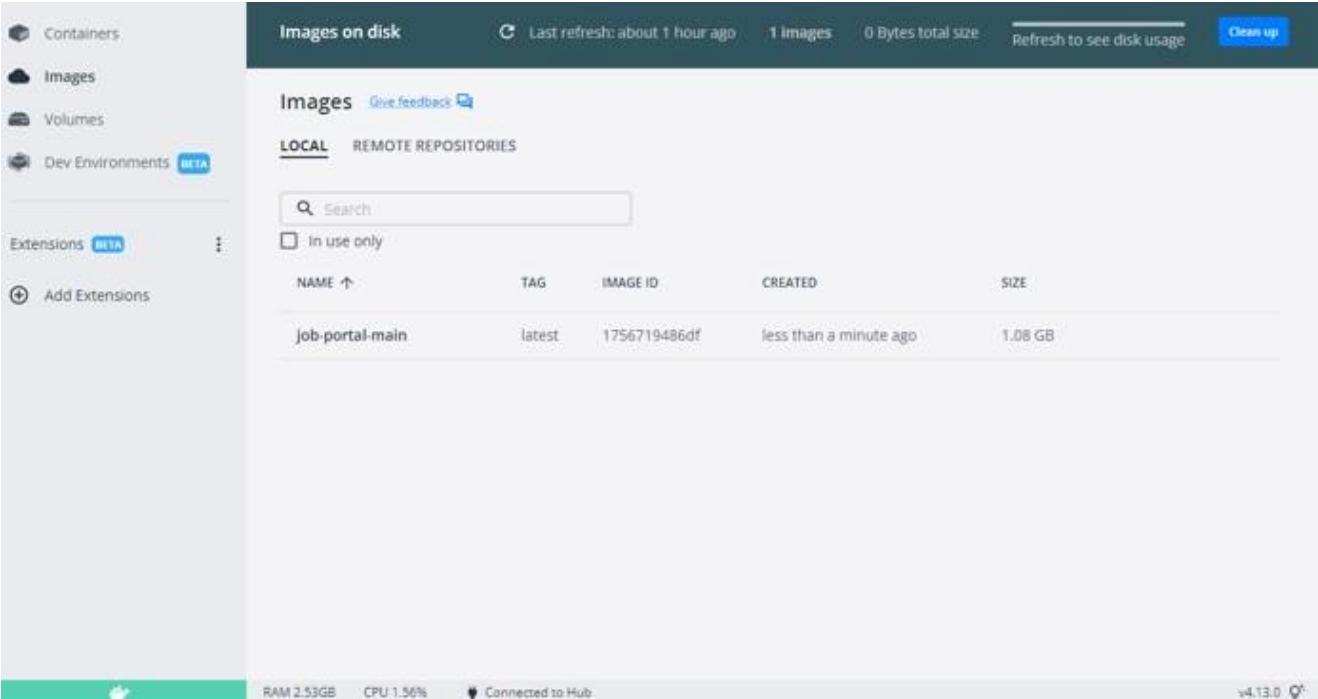 Containers
Images
Volumes
Dev Environments BETA
Extensions BETA
Add Extensions
Images on disk Last refresh: about 1 hour ago 1 images 0 Bytes total size Refresh to see disk usage Clean up
Images Give feedback
LOCAL REMOTE REPOSITORIES
Search
In use only
NAME TAG IMAGE ID CREATED SIZE
job-portal-main latest 1756719486df less than a minute ago 1.08 GB
RAM 2.53GB CPU 1.56% Connected to Hub v4.13.0